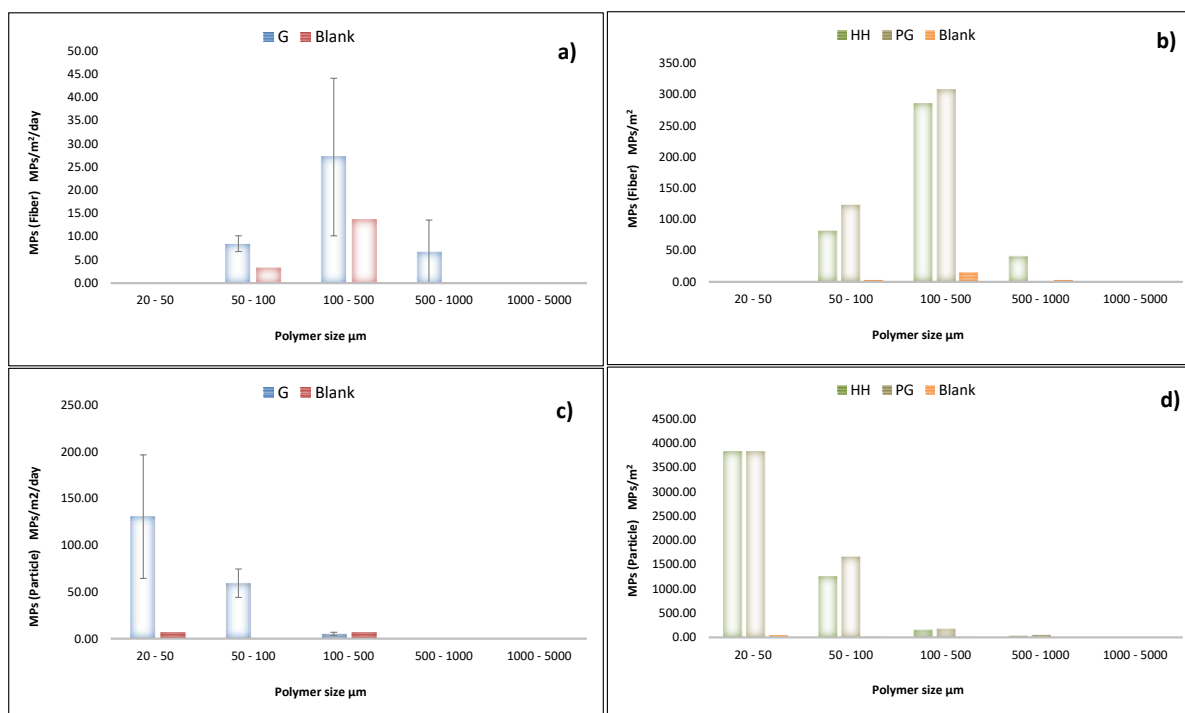 G Blank
a)
50.00
45.00
40.00
35.00
30.00
25.00
20.00
15.00
10.00
5.00
0.00
MPs (Fiber) MPs/m²/day
20 - 50 50 - 100 100 - 500 500 - 1000 1000 - 5000
Polymer size µm
HH PG Blank
b)
350.00
300.00
250.00
200.00
150.00
100.00
50.00
0.00
MPs (Fiber) MPs/m²
20 - 50 50 - 100 100 - 500 500 - 1000 1000 - 5000
Polymer size µm
G Blank
c)
250.00
200.00
150.00
100.00
50.00
0.00
MPs (Particle) MPs/m2/day
20 - 50 50 - 100 100 - 500 500 - 1000 1000 - 5000
Polymer size µm
HH PG Blank
d)
4500.00
4000.00
3500.00
3000.00
2500.00
2000.00
1500.00
1000.00
500.00
0.00
MPs (Particle) MPs/m²
20 - 50 50 - 100 100 - 500 500 - 1000 1000 - 5000
Polymer size µm